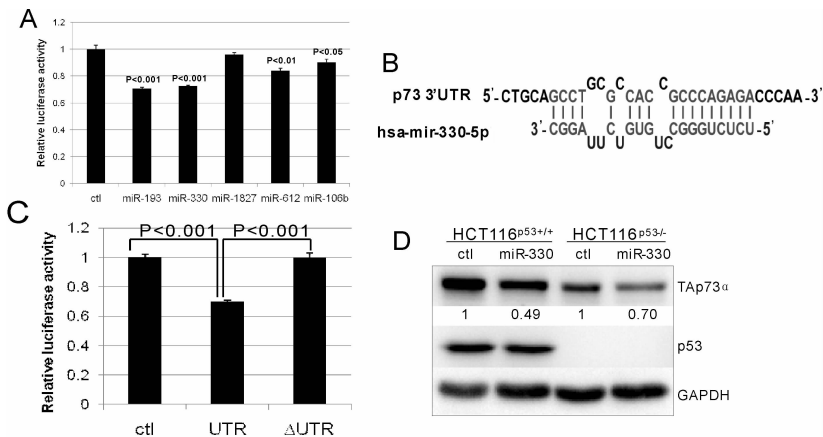 A
Relative luciferase activity
1.2
1
0.8
0.6
0.4
0.2
0
P<0.001
P<0.001
P<0.01
P<0.05
ctl
miR-193
miR-330
miR-1827
miR-612
miR-106b
B
p73 3'UTR 5'-CTGCAGCCT GC G C CAC C GCCCAGAGACCCAA-3'
hsa-mir-330-5p 3'-CGGA UU C U GUG UC CGGGUCUCU-5'
C
Relative luciferase activity
1.2
1
0.8
0.6
0.4
0.2
0
P<0.001
P<0.001
ctl
UTR
ΔUTR
D
HCT116p53+/+ HCT116p53-/-
ctl miR-330 ctl miR-330
TAp73α
1 0.49 1 0.70
p53
GAPDH